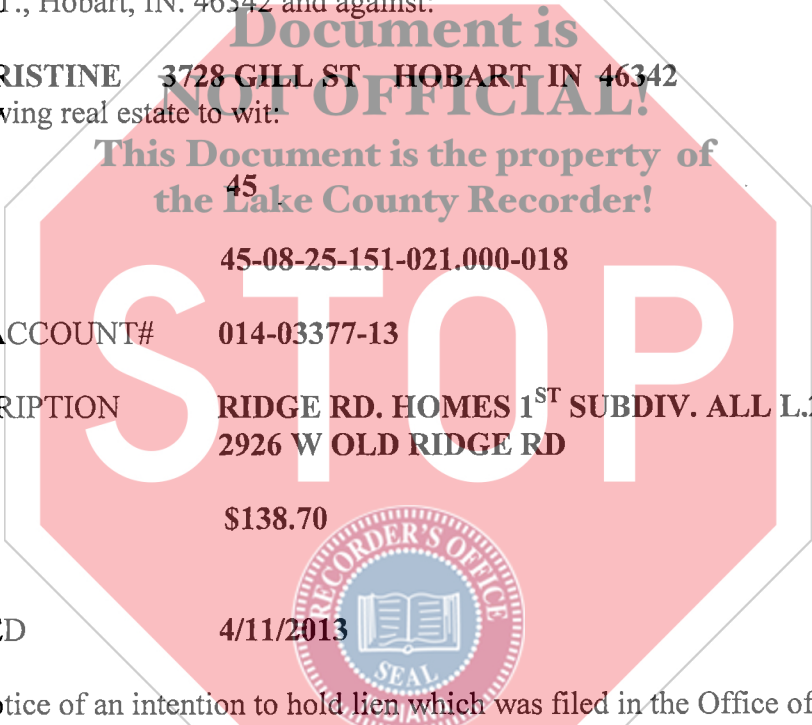 ., Hobart, IN. 46342 and against:
Document is
RISTINE 3728 GILL ST HOBART IN 46342
NOT OFFICIAL!
wing real estate to wit:
This Document is the property of
45
the Lake County Recorder!
45-08-25-151-021.000-018
STOP
ACCOUNT# 014-03377-13
RIPTION RIDGE RD. HOMES 1ST SUBDIV. ALL L.
2926 W OLD RIDGE RD
$138.70
RECORDER'S OFFICE
ED 4/11/2013
SEAL
tice of an intention to hold lien which was filed in the Office of